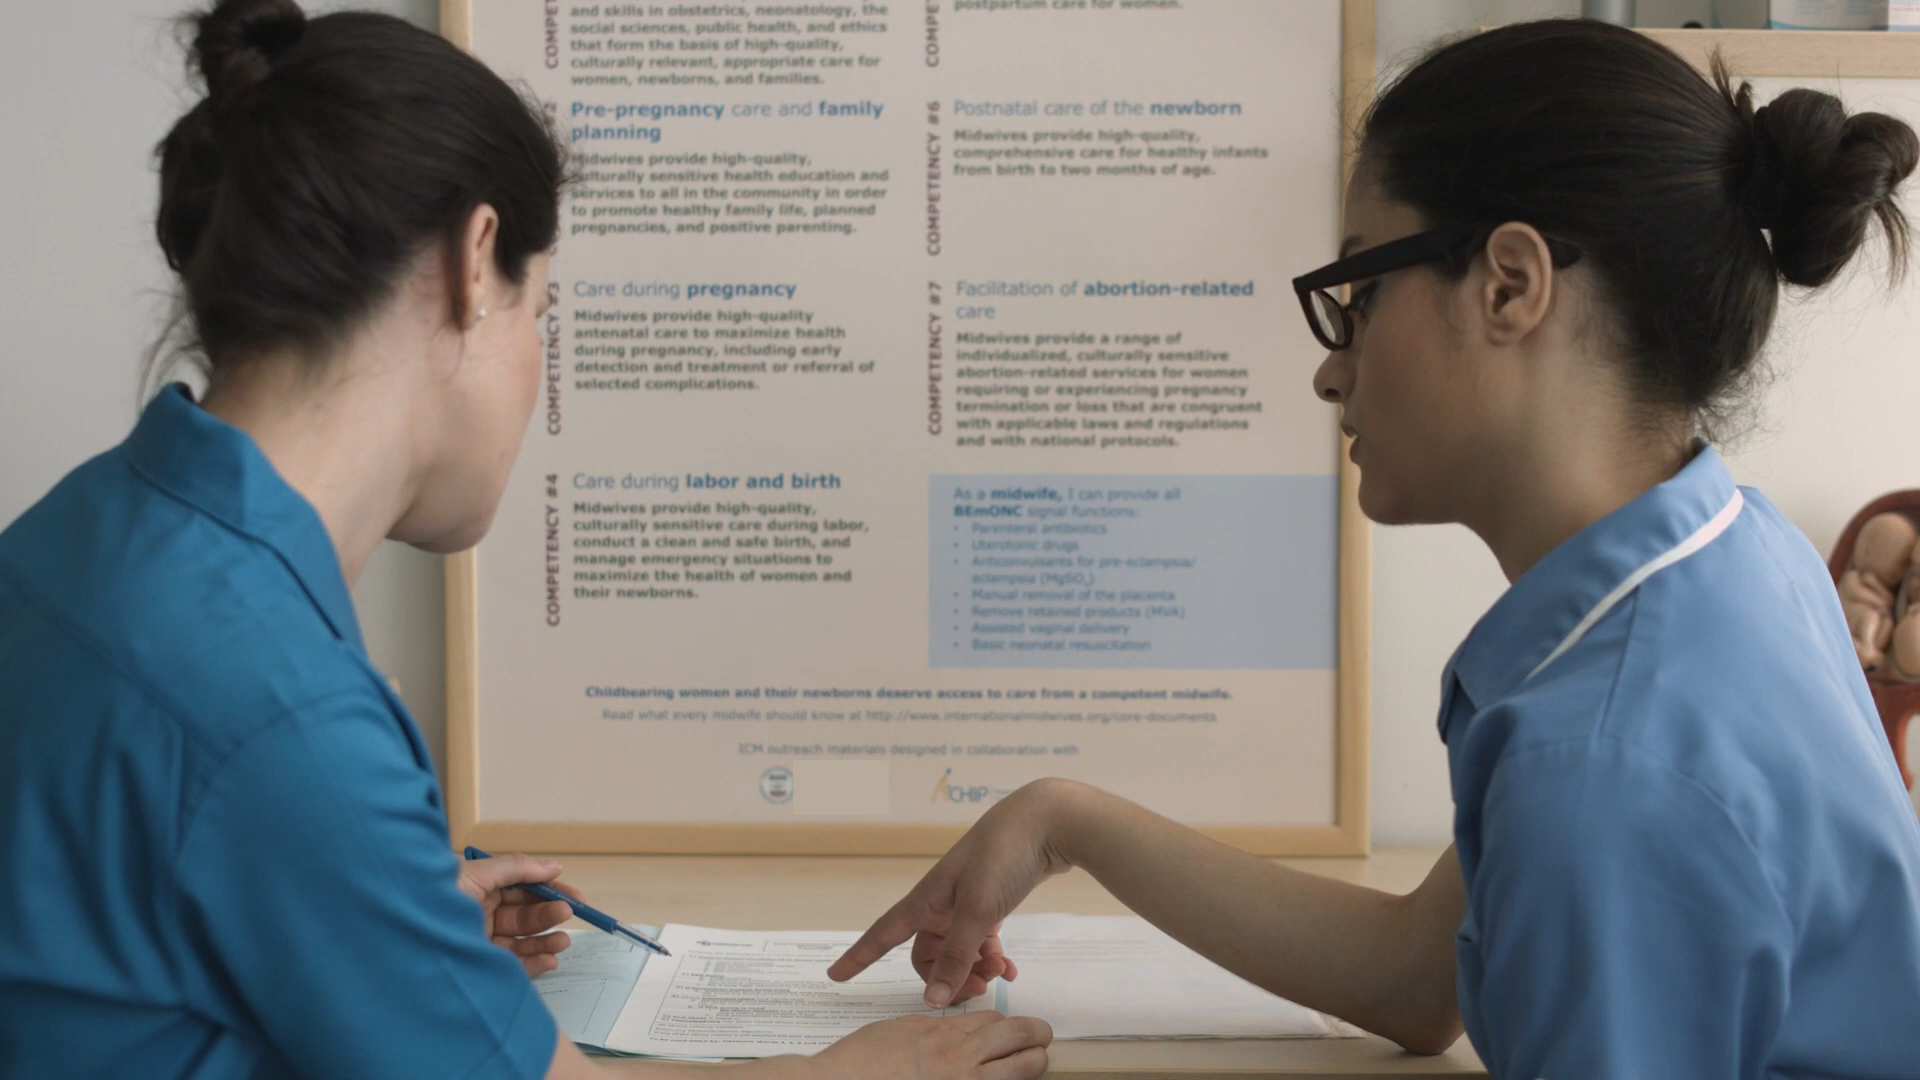 and skills in obstetrics, neonatology, the
social sciences, public health, and ethics
that form the basis of high-quality,
culturally relevant, appropriate care for
women, newborns, and families.
Pre-pregnancy care and family
planning
Midwives provide high-quality,
culturally sensitive health education and
services to all in the community in order
to promote healthy family life, planned
pregnancies, and positive parenting.
COMPETENCY #3
Care during pregnancy
Midwives provide high-quality
antenatal care to maximize health
during pregnancy, including early
detection and treatment or referral of
selected complications.
COMPETENCY #4
Care during labor and birth
Midwives provide high-quality,
culturally sensitive care during labor,
conduct a clean and safe birth, and
manage emergency situations to
maximize the health of women and
their newborns.
postpartum care for women.
COMPETENCY #6
Postnatal care of the newborn
Midwives provide high-quality,
comprehensive care for healthy infants
from birth to two months of age.
COMPETENCY #7
Facilitation of abortion-related
care
Midwives provide a range of
individualized, culturally sensitive
abortion-related services for women
requiring or experiencing pregnancy
termination or loss that are congruent
with applicable laws and regulations
and with national protocols.
As a midwife, I can provide all
BEmONC signal functions:
• Parenteral antibiotics
• Uterotonic drugs
• Anticonvulsants for pre-eclampsia/
eclampsia (MgSO₄)
• Manual removal of the placenta
• Remove retained products (MVA)
• Assisted vaginal delivery
• Basic neonatal resuscitation
Childbearing women and their newborns deserve access to care from a competent midwife.
Read what every midwife should know at http://www.internationalmidwives.org/core-documents
ICM outreach materials designed in collaboration with
CHIP